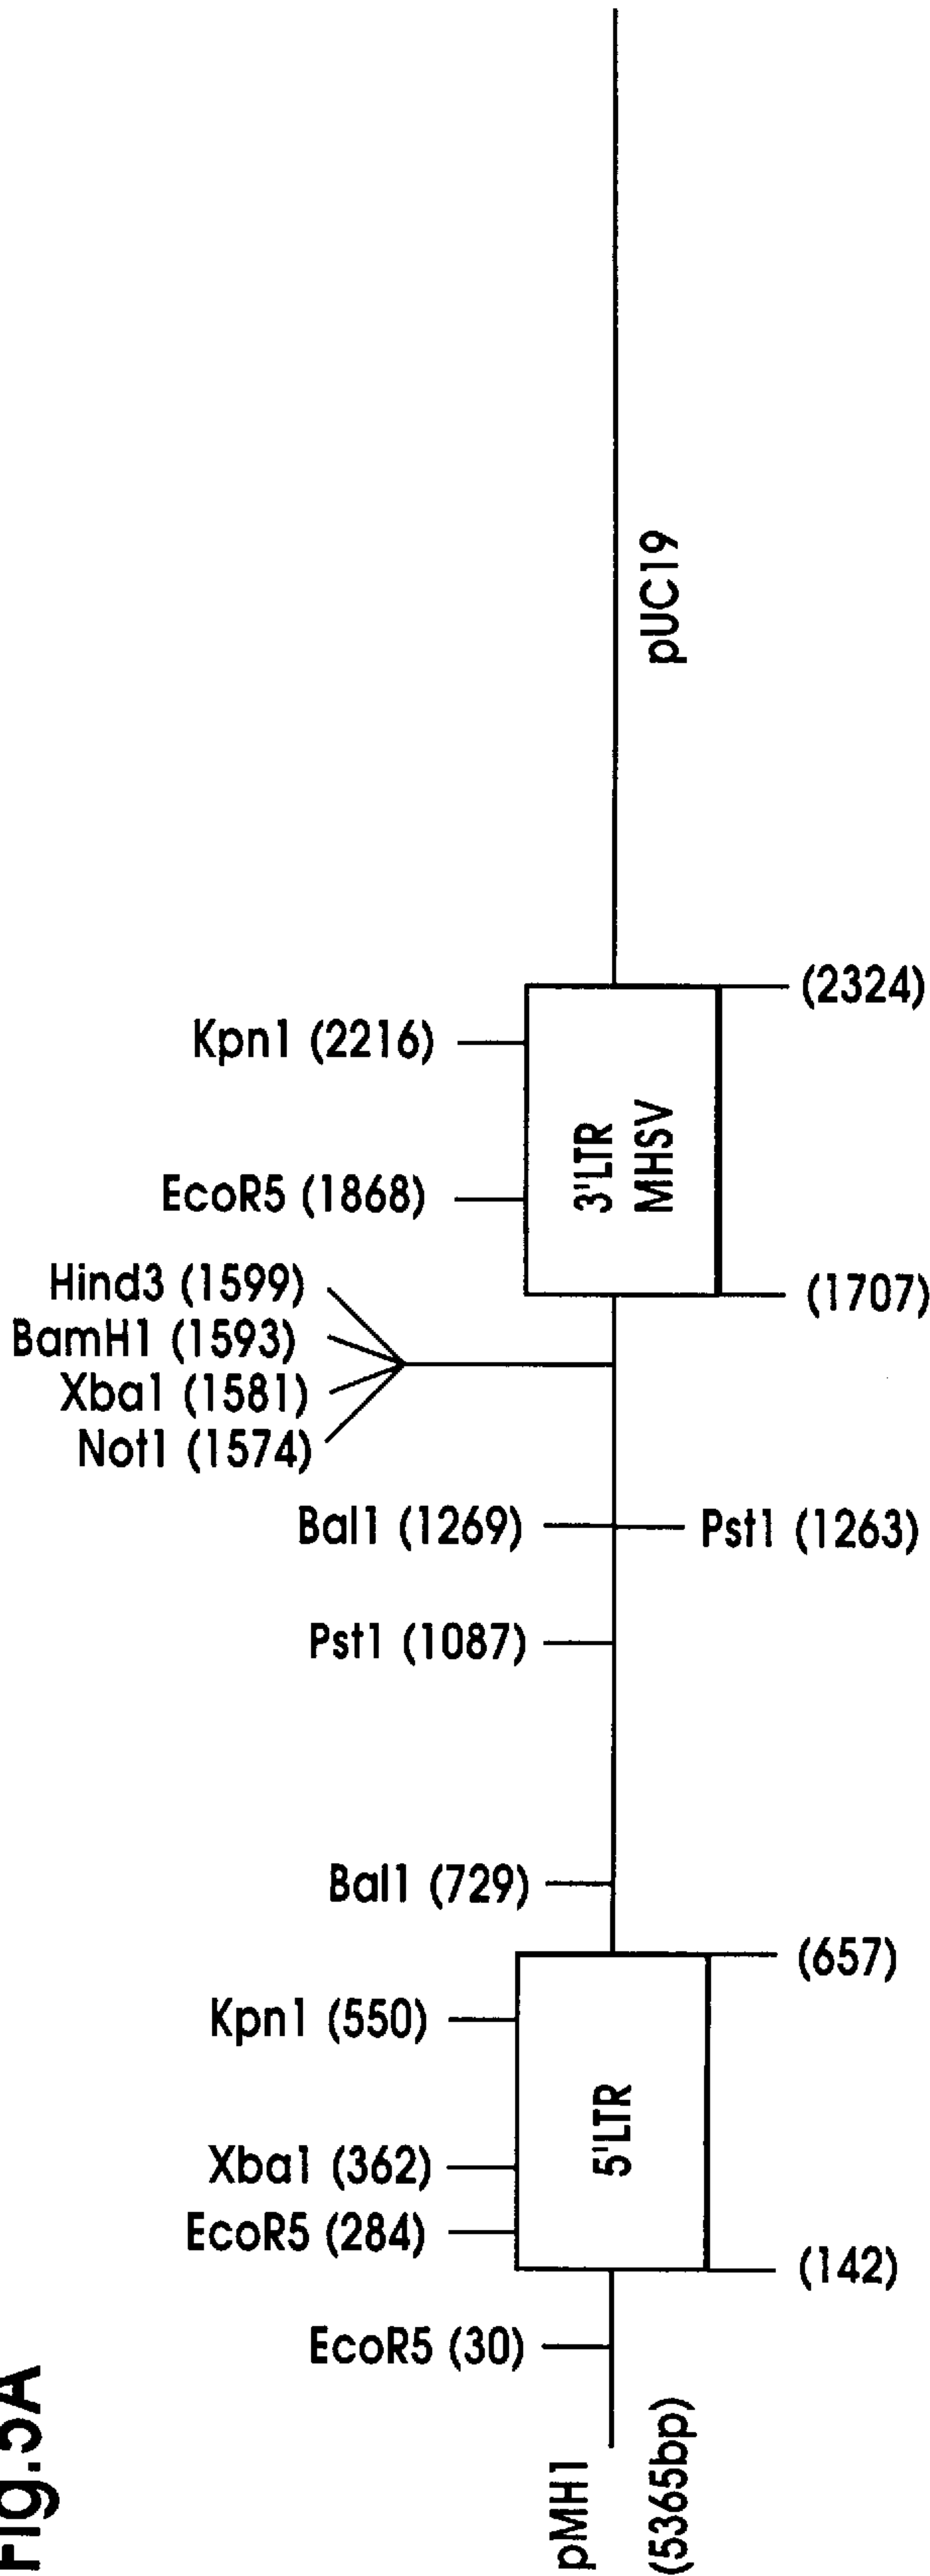 Fig.5A
pUC19
(2324)
Kpn1 (2216)
3'LTR
MHSV
EcoR5 (1868)
(1707)
Hind3 (1599)
BamH1 (1593)
Xba1 (1581)
Not1 (1574)
Bal1 (1269)
Pst1 (1263)
Pst1 (1087)
Bal1 (729)
(657)
Kpn1 (550)
5'LTR
Xba1 (362)
EcoR5 (284)
(142)
EcoR5 (30)
pMH1
(5365bp)